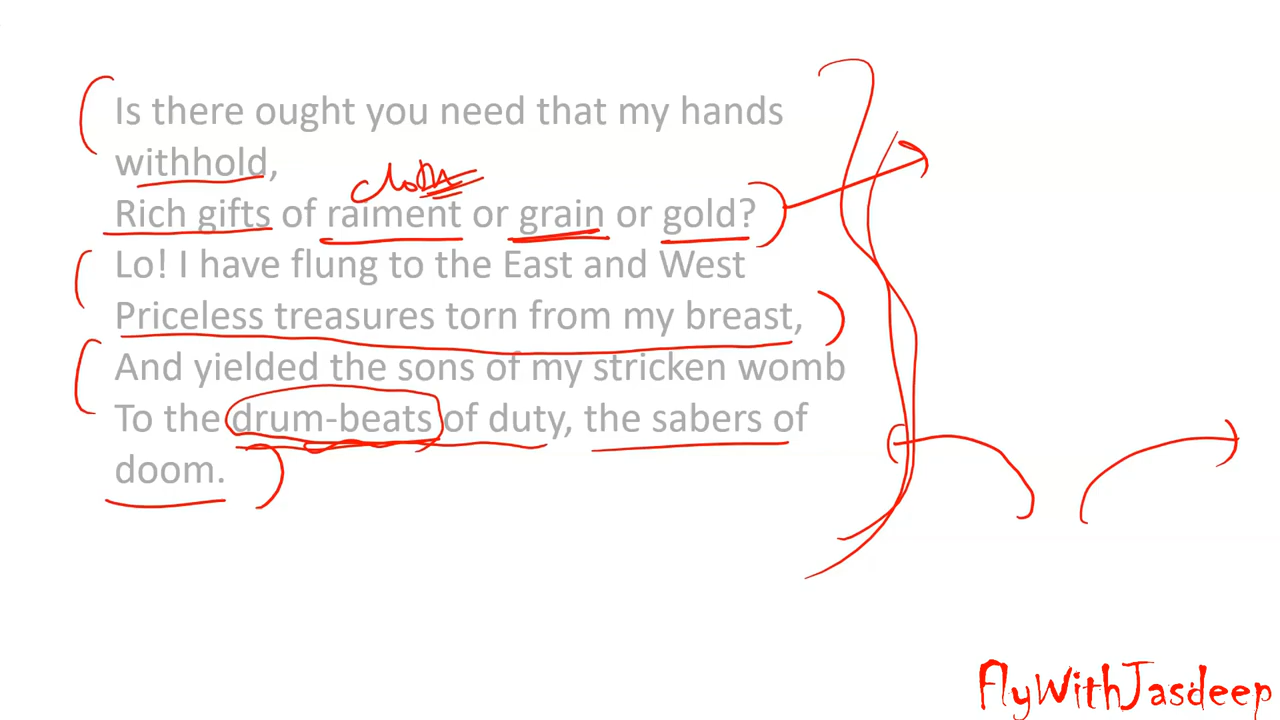 Is there ought you need that my hands
withhold,
cloths
Rich gifts of raiment or grain or gold?
Lo! I have flung to the East and West
Priceless treasures torn from my breast,
And yielded the sons of my stricken womb
To the drum-beats of duty, the sabers of
doom.
FlyWithJasdeep